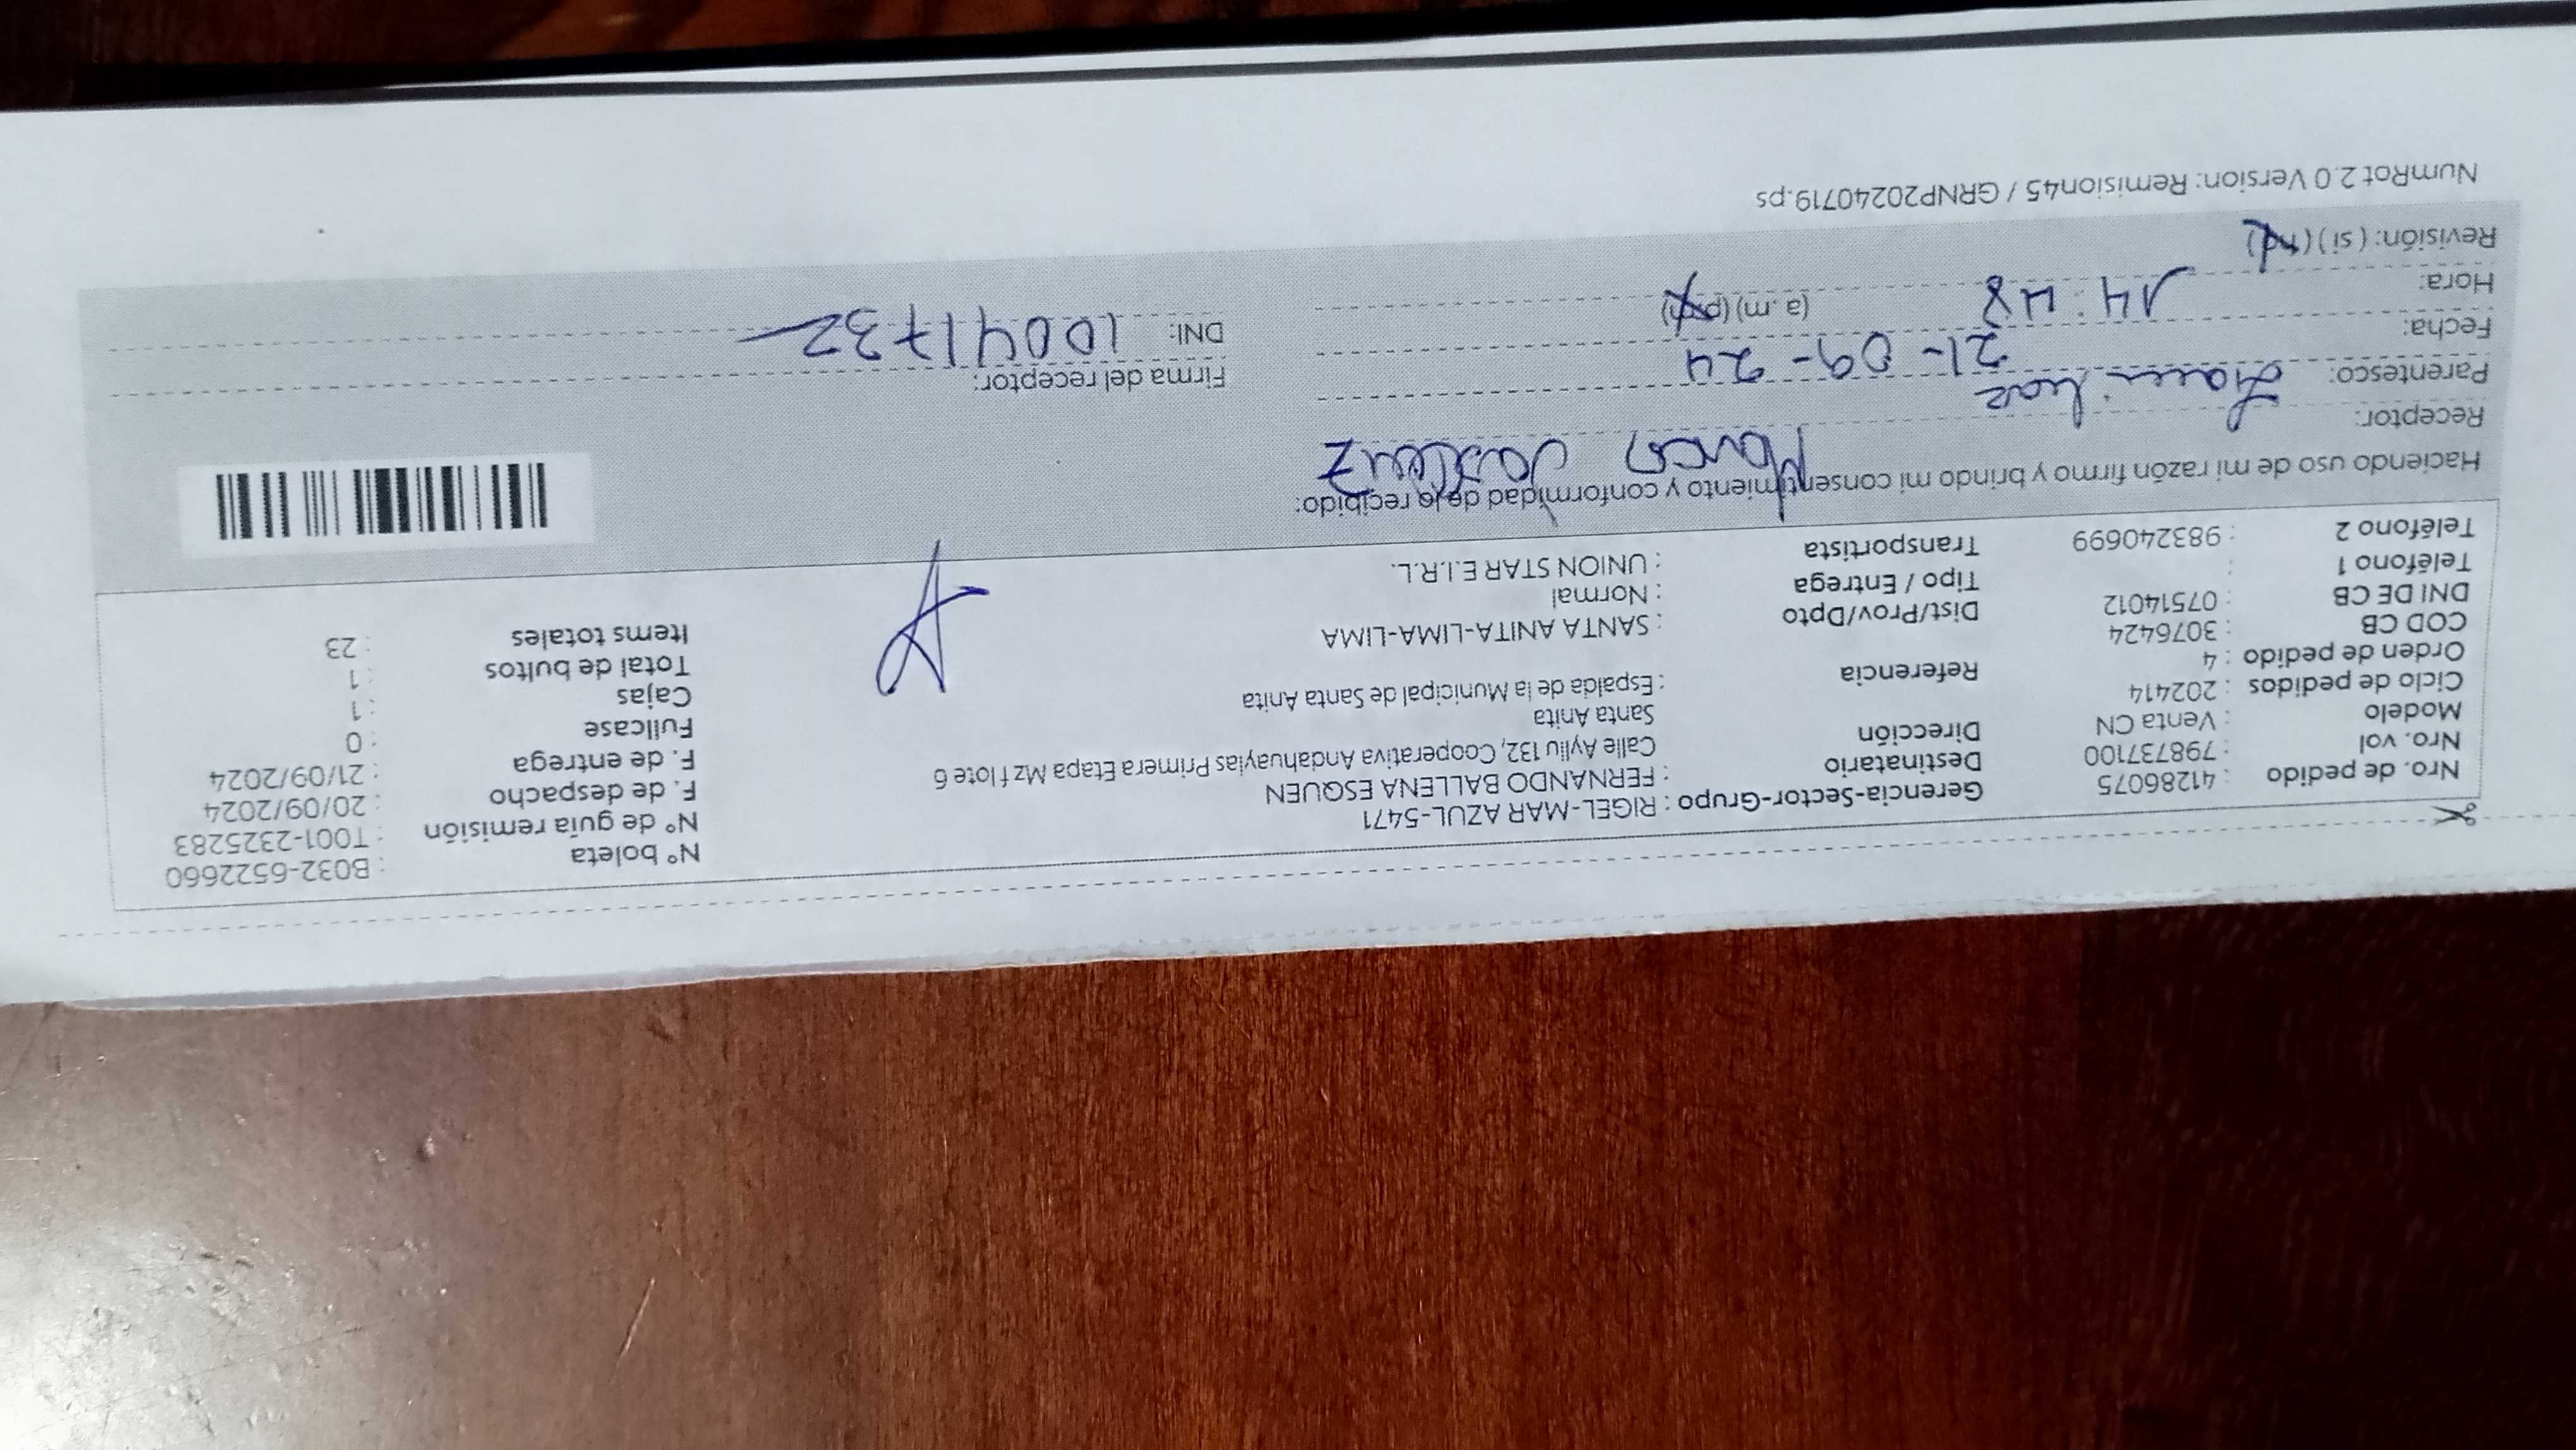 Nro. de pedido : 41286075 Gerencia-Sector-Grupo : RIGEL-MAR AZUL-5471 N° boleta : B032-6522660
Nro. vol : 798737100 Destinatario : FERNANDO BALLENA ESQUEN N° de guía remisión : T001-2325283
Modelo : Venta CN Dirección : Calle Ayllu 132, Cooperativa Andahuaylas Primera Etapa Mz f lote 6 F. de despacho : 20/09/2024
Santa Anita
Ciclo de pedidos : 202414 Referencia : Espalda de la Municipal de Santa Anita F. de entrega : 21/09/2024
Orden de pedido : 4 Fullcase : 0
COD CB : 3076424 Dist/Prov/Dpto : SANTA ANITA-LIMA-LIMA Cajas : 1
DNI DE CB : 07514012 Tipo / Entrega : Normal Total de bultos : 1
Teléfono 1 : Transportista : UNION STAR E.I.R.L. Items totales : 23
Teléfono 2 : 983240699
Haciendo uso de mi razón firmo y brindo mi consentimiento y conformidad de lo recibido:
Receptor:
Parentesco: Firma del receptor:
Fecha: 21-09-24 DNI: 10041732
Hora: 14:48 (a.m) (pm)
Revisión: (si) (no)
NumRot 2.0 Version: Remision45 / GRNP20240719.ps